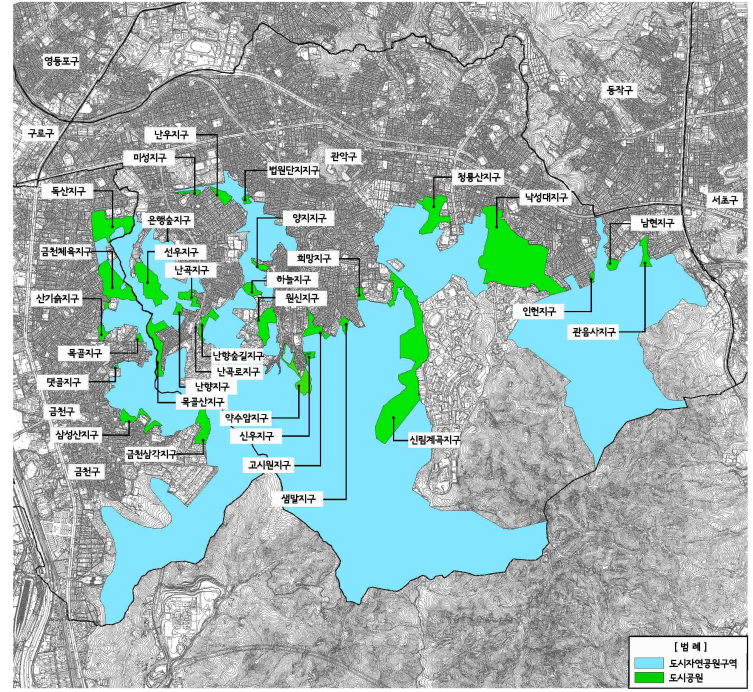 영등포구
동작구
구로구
난우지구
마성지구
관악구
법원단지지구
청룡산지구
낙성대지구
독산지구
서초구
은행숲지구
양지지구
남현지구
금천체육지구
선우지구
희망지구
난곡지구
하늘지구
산기슭지구
원신지구
인헌지구
관음사지구
목골지구
난향숲길지구
댓골지구
난곡로지구
난향지구
목골산지구
금천구
약수암지구
삼성산지구
신우지구
신림계곡지구
금천삼각지구
고시원지구
금천구
샘말지구
[ 범 례 ]
도시자연공원구역
도시공원